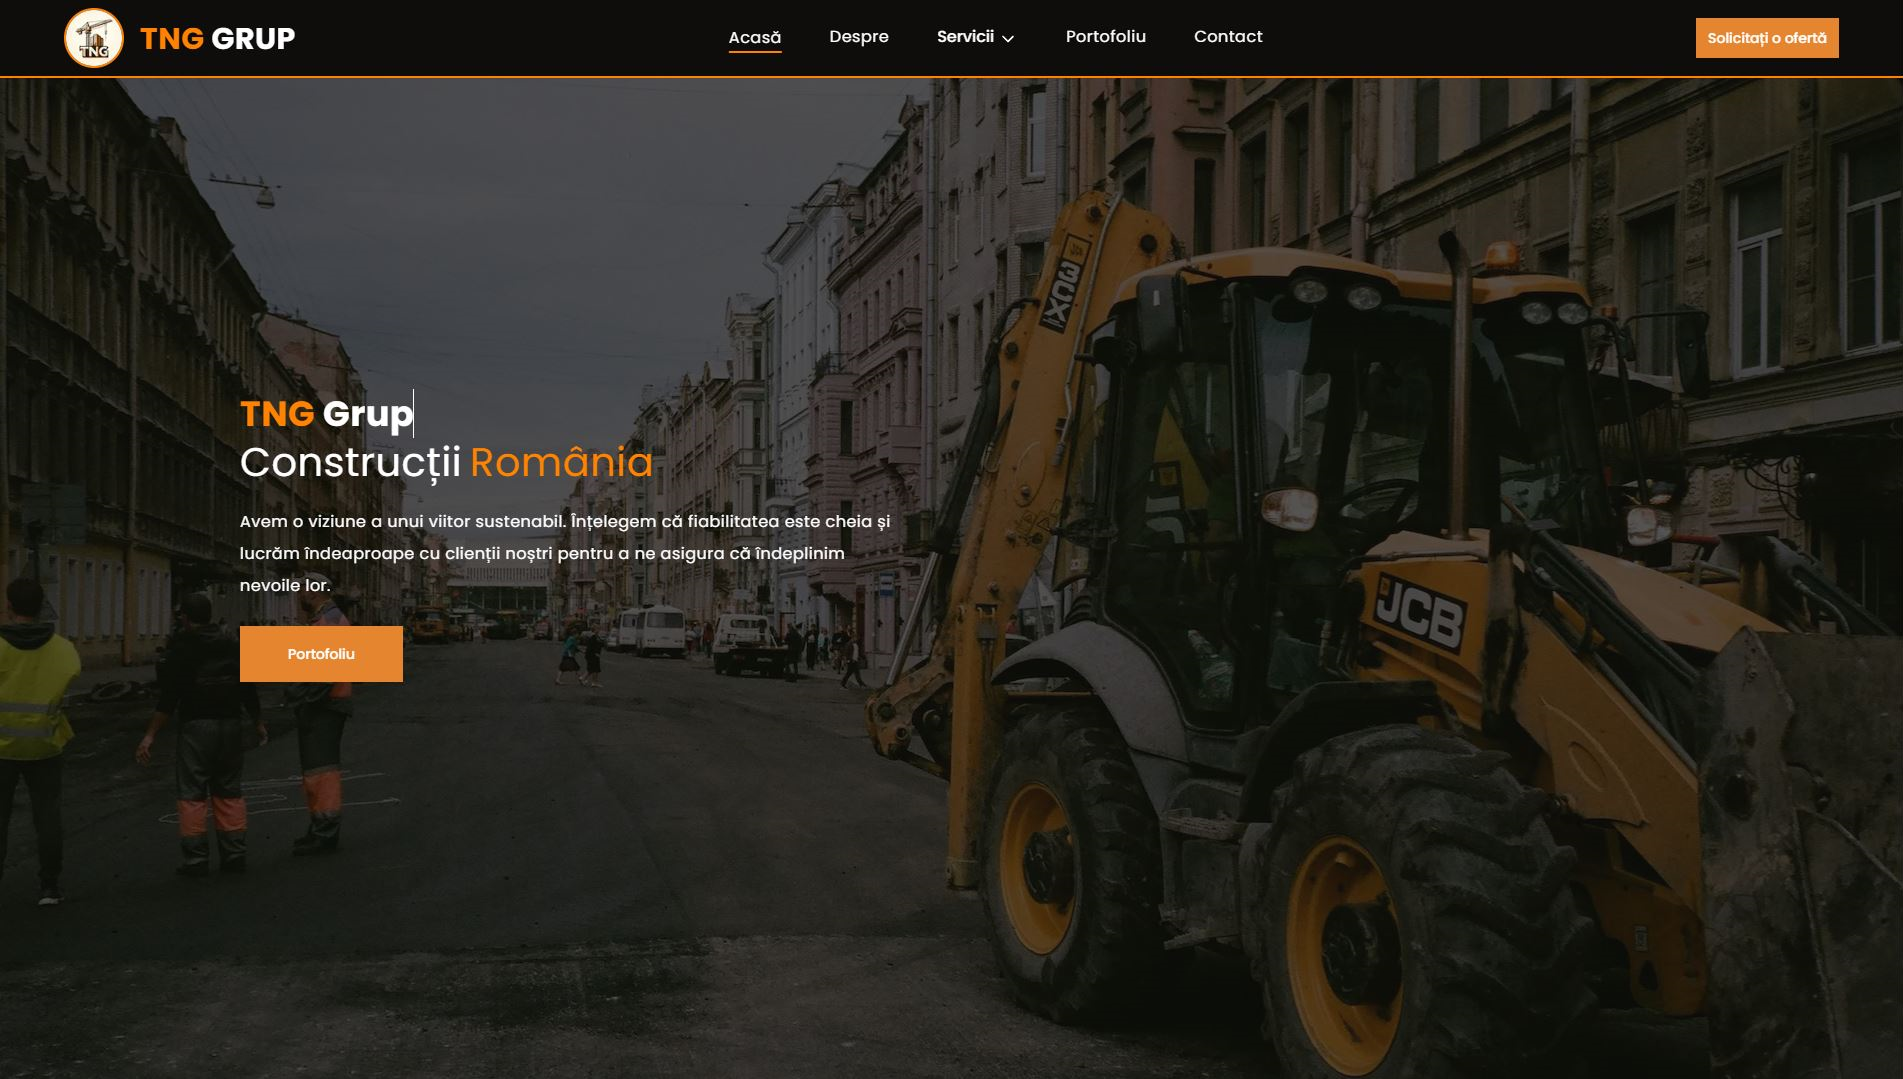 TNG
TNG GRUP
Acasă
Despre
Servicii
Portofoliu
Contact
Solicitați o ofertă
JCB
3CX
TNG Grup
Construcții România
Avem o viziune a unui viitor sustenabil. Înțelegem că fiabilitatea este cheia și
lucrăm îndeaproape cu clienții noștri pentru a ne asigura că îndeplinim
nevoile lor.
Portofoliu
JCB